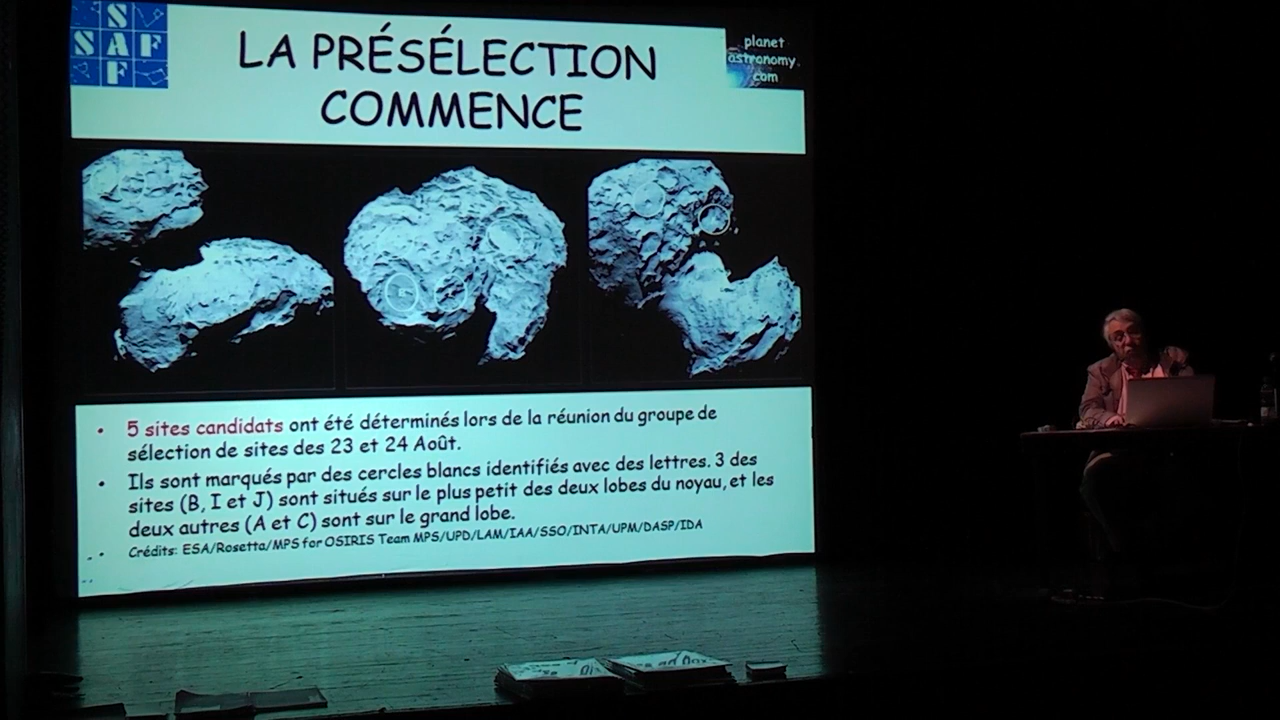 S
SAF
F
LA PRÉSÉLECTION
COMMENCE
planet
astronomy.
com
• 5 sites candidats ont été déterminés lors de la réunion du groupe de
sélection de sites des 23 et 24 Août.
• Ils sont marqués par des cercles blancs identifiés avec des lettres. 3 des
sites (B, I et J) sont situés sur le plus petit des deux lobes du noyau, et les
deux autres (A et C) sont sur le grand lobe.
• Crédits: ESA/Rosetta/MPS for OSIRIS Team MPS/UPD/LAM/IAA/SSO/INTA/UPM/DASP/IDA